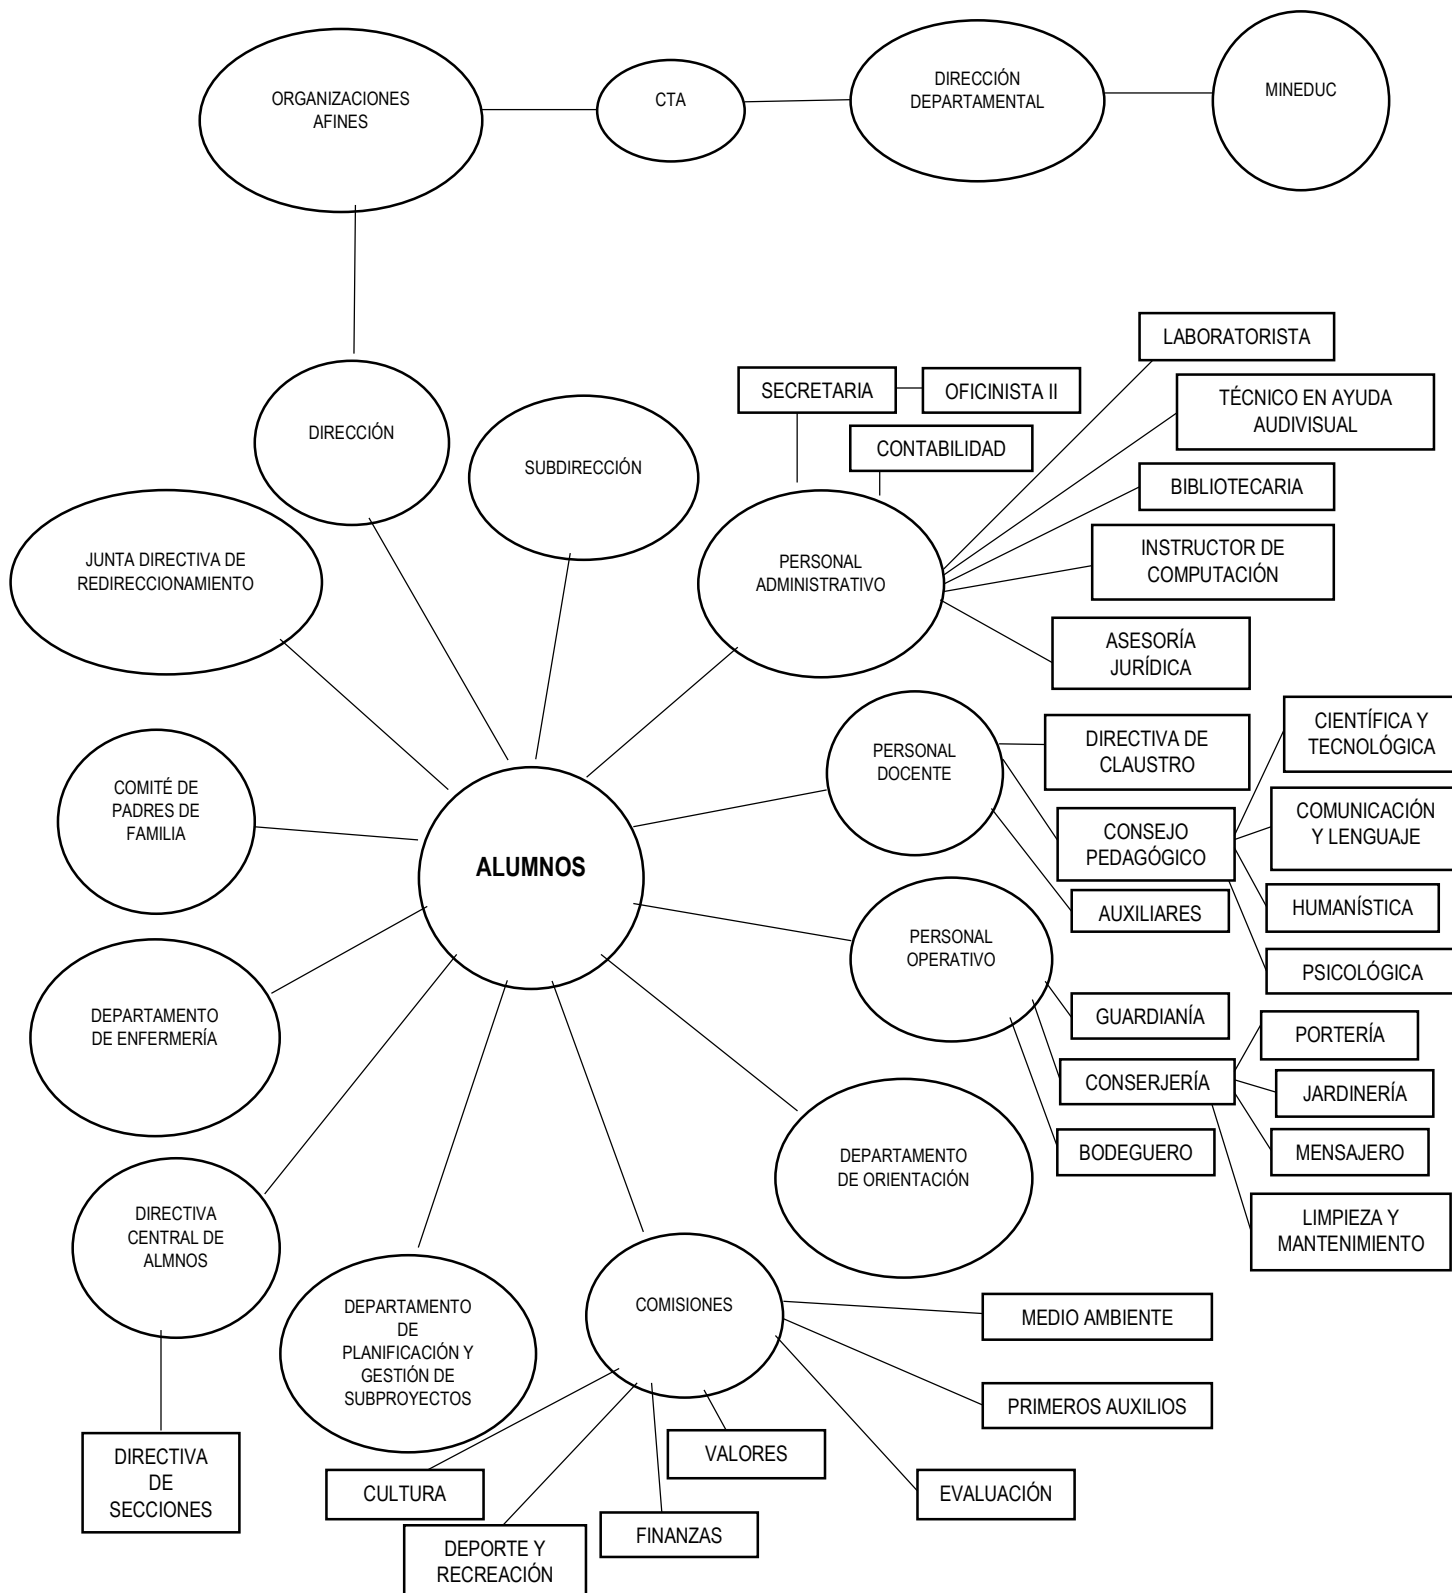 ORGANIZACIONES
AFINES
CTA
DIRECCIÓN
DEPARTAMENTAL
MINEDUC
LABORATORISTA
SECRETARIA
OFICINISTA II
TÉCNICO EN AYUDA
AUDIVISUAL
DIRECCIÓN
SUBDIRECCIÓN
CONTABILIDAD
BIBLIOTECARIA
JUNTA DIRECTIVA DE
REDIRECCIONAMIENTO
PERSONAL
ADMINISTRATIVO
INSTRUCTOR DE
COMPUTACIÓN
ASESORÍA
JURÍDICA
PERSONAL
DOCENTE
DIRECTIVA DE
CLAUSTRO
CIENTÍFICA Y
TECNOLÓGICA
COMITÉ DE
PADRES DE
FAMILIA
CONSEJO
PEDAGÓGICO
COMUNICACIÓN
Y LENGUAJE
ALUMNOS
AUXILIARES
HUMANÍSTICA
PERSONAL
OPERATIVO
PSICOLÓGICA
DEPARTAMENTO
DE ENFERMERÍA
GUARDIANÍA
PORTERÍA
CONSERJERÍA
JARDINERÍA
BODEGUERO
MENSAJERO
DEPARTAMENTO
DE ORIENTACIÓN
LIMPIEZA Y
MANTENIMIENTO
DIRECTIVA
CENTRAL DE
ALMNOS
DEPARTAMENTO
DE
PLANIFICACIÓN Y
GESTIÓN DE
SUBPROYECTOS
COMISIONES
MEDIO AMBIENTE
PRIMEROS AUXILIOS
DIRECTIVA
DE
SECCIONES
VALORES
CULTURA
EVALUACIÓN
FINANZAS
DEPORTE Y
RECREACIÓN